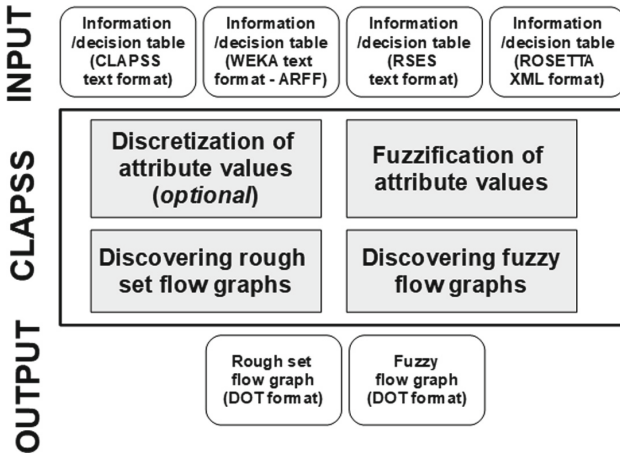 INPUT
Information
/decision table
(CLAPSS
text format)
Information
/decision table
(WEKA text
format - ARFF)
Information
/decision table
(RSES
text format)
Information
/decision table
(ROSETTA
XML format)
CLAPSS
Discretization of
attribute values
(optional)
Fuzzification of
attribute values
Discovering rough
set flow graphs
Discovering fuzzy
flow graphs
OUTPUT
Rough set
flow graph
(DOT format)
Fuzzy
flow graph
(DOT format)